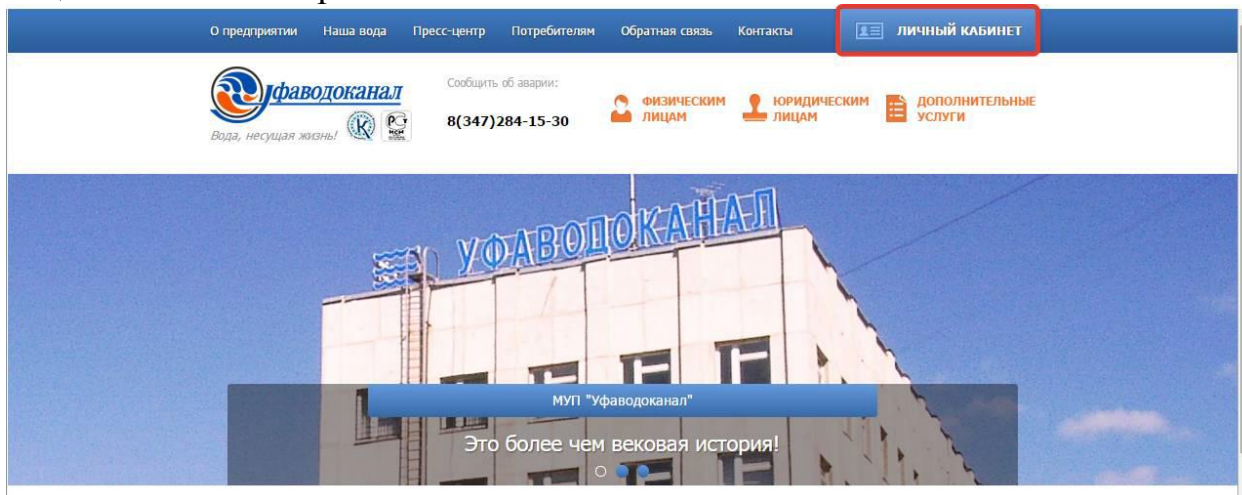 О предприятии Наша вода Пресс-центр Потребителям Обратная связь Контакты ЛИЧНЫЙ КАБИНЕТ
Уфаводоканал
Вода, несущая жизнь!
Сообщить об аварии:
8(347)284-15-30
ФИЗИЧЕСКИМ
ЛИЦАМ
ЮРИДИЧЕСКИМ
ЛИЦАМ
ДОПОЛНИТЕЛЬНЫЕ
УСЛУГИ
УФАВОДОКАНАЛ
МУП "Уфаводоканал"
Это более чем вековая история!